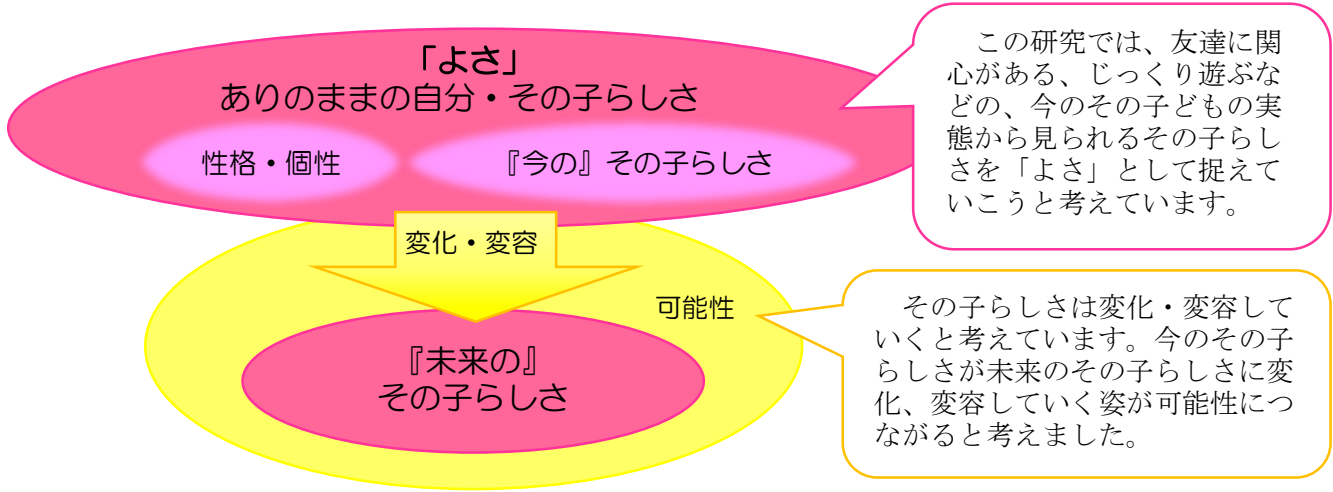 「よさ」
ありのままの自分・その子らしさ
性格・個性
『今の』その子らしさ
変化・変容
可能性
『未来の』
その子らしさ
この研究では、友達に関
心がある、じっくり遊ぶな
どの、今のその子どもの実
態から見られるその子らし
さを「よさ」として捉えて
いこうと考えています。
その子らしさは変化・変容して
いくと考えています。今のその子
らしさが未来のその子らしさに変
化、変容していく姿が可能性につ
ながると考えました。